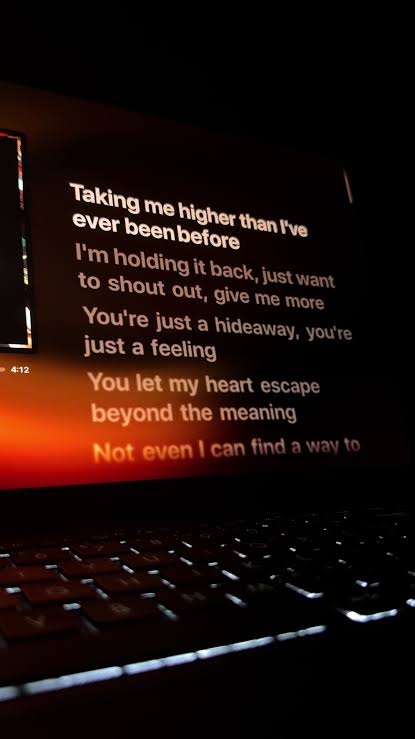 Taking me higher than I've
ever been before
I'm holding it back, just want
to shout out, give me more
You're just a hideaway, you're
just a feeling
4:12
You let my heart escape
beyond the meaning
Not even I can find a way to